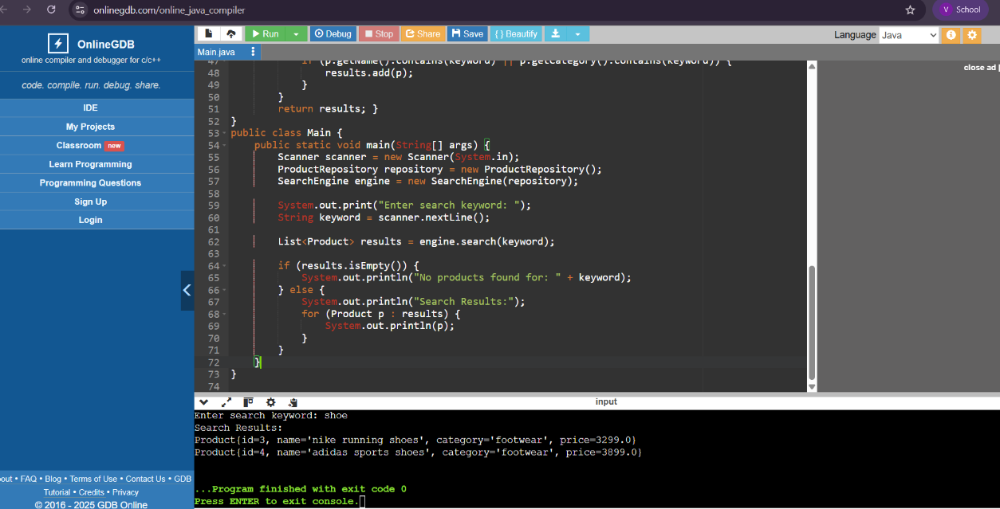 onlinegdb.com/online_java_compiler
V School
OnlineGDB
online compiler and debugger for c/c++
code. compile. run. debug. share.
IDE
My Projects
Classroom new
Learn Programming
Programming Questions
Sign Up
Login
out • FAQ • Blog • Terms of Use • Contact Us • GDB
Tutorial • Credits • Privacy
© 2016 - 2025 GDB Online
Run Debug Stop Share Save { } Beautify
Language Java
Main.java
close ad
47 if (p.getName().contains(keyword) || p.getCategory().contains(keyword)) {
48 results.add(p);
49 }
50 }
51 return results; }
52 }
53 public class Main {
54 public static void main(String[] args) {
55 Scanner scanner = new Scanner(System.in);
56 ProductRepository repository = new ProductRepository();
57 SearchEngine engine = new SearchEngine(repository);
58
59 System.out.print("Enter search keyword: ");
60 String keyword = scanner.nextLine();
61
62 List<Product> results = engine.search(keyword);
63
64 if (results.isEmpty()) {
65 System.out.println("No products found for: " + keyword);
66 } else {
67 System.out.println("Search Results:");
68 for (Product p : results) {
69 System.out.println(p);
70 }
71 }
72 }
73 }
74
input
Enter search keyword: shoe
Search Results:
Product{id=3, name='nike running shoes', category='footwear', price=3299.0}
Product{id=4, name='adidas sports shoes', category='footwear', price=3899.0}
...Program finished with exit code 0
Press ENTER to exit console.